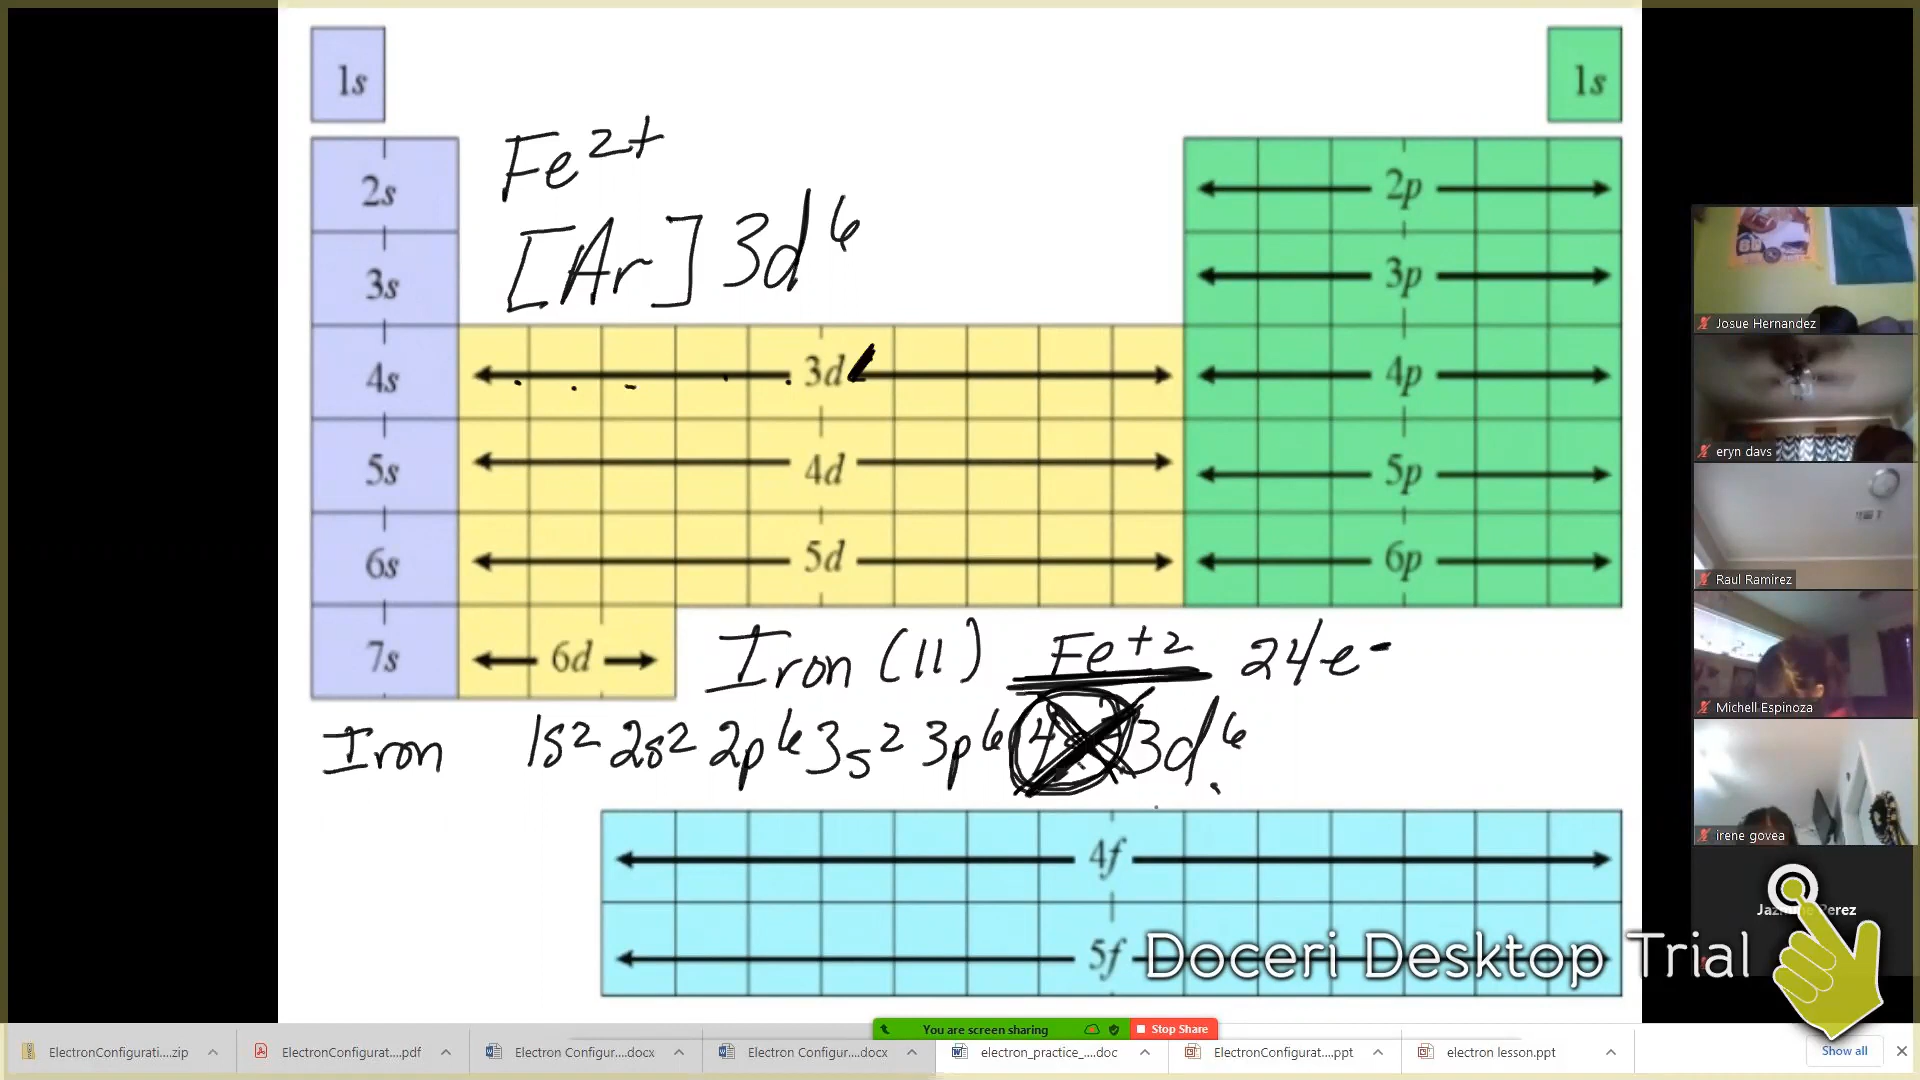 1s 1s
Fe²⁺
2s 2p
[Ar] 3d⁶
3s 3p
4s 3d 4p
5s 4d 5p
6s 5d 6p
7s 6d
Iron (II) Fe⁺² 24e⁻
Iron 1s² 2s² 2p⁶ 3s² 3p⁶ 4 3d⁶
4f
5f
Josue Hernandez
eryn davs
Raul Ramirez
Michell Espinoza
irene govea
Perez
Doceri Desktop Trial
You are screen sharing Stop Share
ElectronConfigurati....zip ElectronConfigurat....pdf Electron Configur....docx Electron Configur....docx electron_practice_....doc ElectronConfigurat....ppt electron lesson.ppt Show all